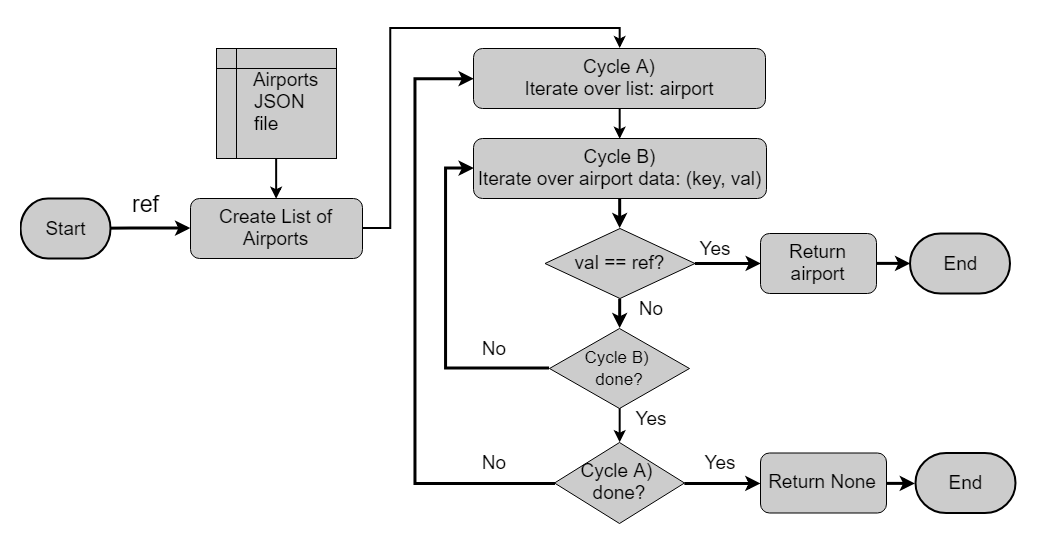 Airports
JSON
file
Start
ref
Create List of
Airports
Cycle A)
Iterate over list: airport
Cycle B)
Iterate over airport data: (key, val)
val == ref?
Yes
Return
airport
End
No
Cycle B)
done?
No
Yes
Cycle A)
done?
No
Yes
Return None
End